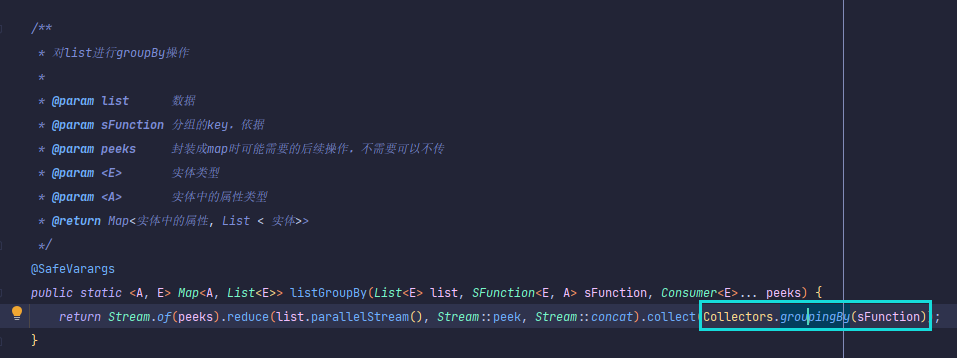 /**
 * 对list进行groupBy操作
 *
 * @param list      数据
 * @param sFunction 分组的key，依据
 * @param peeks     封装成map时可能需要的后续操作，不需要可以不传
 * @param <E>       实体类型
 * @param <A>       实体中的属性类型
 * @return Map<实体中的属性, List < 实体>>
 */
@SafeVarargs
public static <A, E> Map<A, List<E>> listGroupBy(List<E> list, SFunction<E, A> sFunction, Consumer<E>... peeks) {
    return Stream.of(peeks).reduce(list.parallelStream(), Stream::peek, Stream::concat).collect(Collectors.groupingBy(sFunction));
}